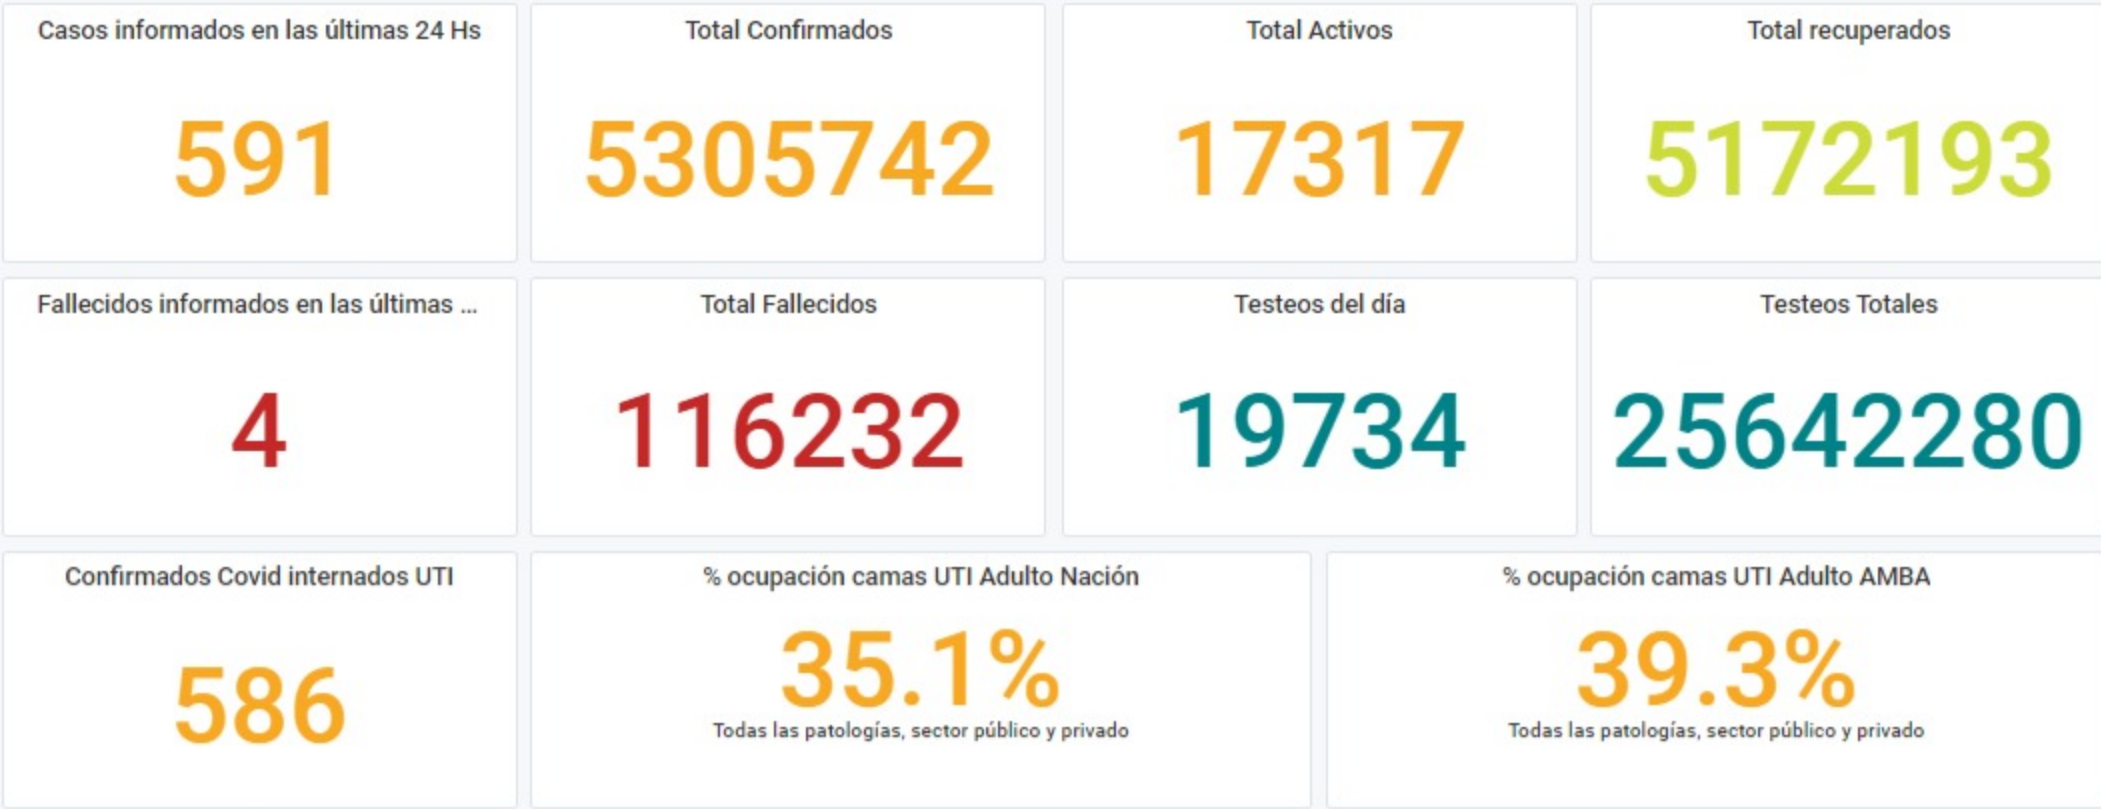 Casos informados en las últimas 24 Hs
591
Total Confirmados
5305742
Total Activos
17317
Total recuperados
5172193
Fallecidos informados en las últimas ...
4
Total Fallecidos
116232
Testeos del día
19734
Testeos Totales
25642280
Confirmados Covid internados UTI
586
% ocupación camas UTI Adulto Nación
35.1%
Todas las patologías, sector público y privado
% ocupación camas UTI Adulto AMBA
39.3%
Todas las patologías, sector público y privado